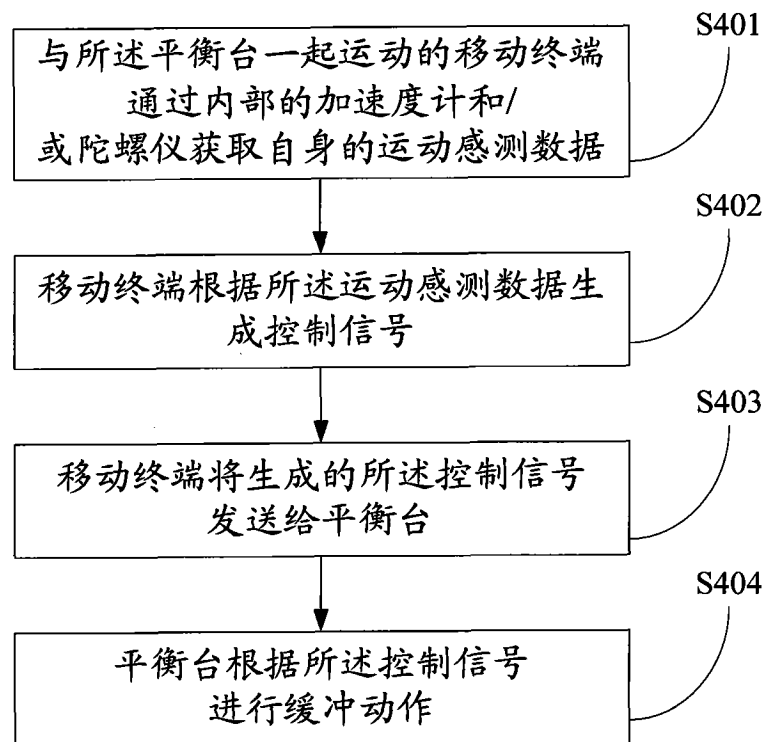 S401
与所述平衡台一起运动的移动终端
通过内部的加速度计和/
或陀螺仪获取自身的运动感测数据
S402
移动终端根据所述运动感测数据生
成控制信号
S403
移动终端将生成的所述控制信号
发送给平衡台
S404
平衡台根据所述控制信号
进行缓冲动作